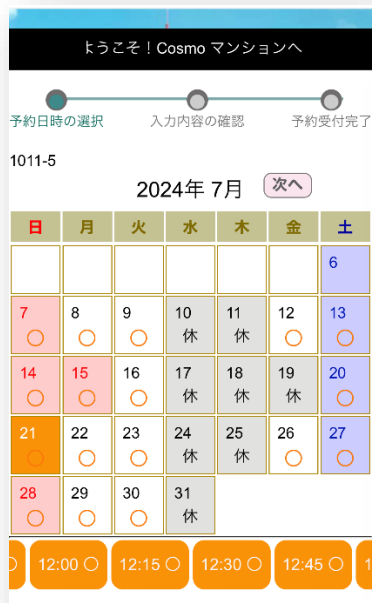 ようこそ！Cosmo マンションへ
予約日時の選択 入力内容の確認 予約受付完了
1011-5
2024年 7月 次へ
日 月 火 水 木 金 土
6
7 8 9 10 11 12 13
○ ○ ○ 休 休 ○ ○
14 15 16 17 18 19 20
○ ○ ○ 休 休 休 ○
21 22 23 24 25 26 27
○ ○ ○ 休 休 ○ ○
28 29 30 31
○ ○ ○ 休
12:00 ○ 12:15 ○ 12:30 ○ 12:45 ○ 1